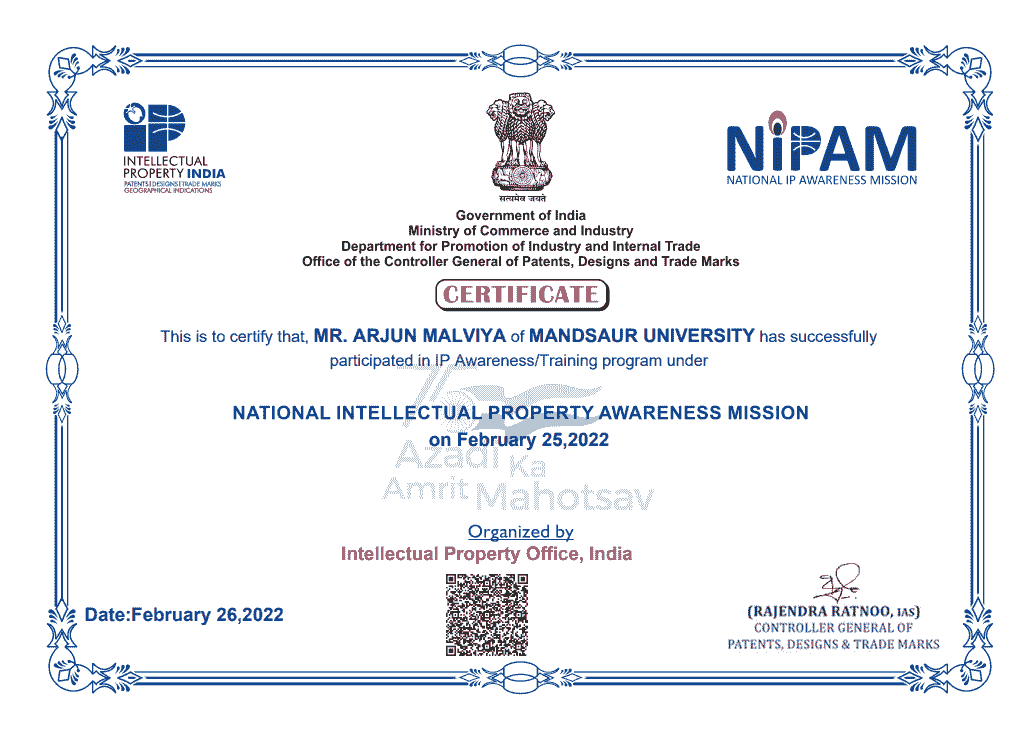 iP
INTELLECTUAL
PROPERTY INDIA
PATENTS | DESIGNS | TRADE MARKS
GEOGRAPHICAL INDICATIONS
सत्यमेव जयते
NiPAM
NATIONAL IP AWARENESS MISSION
Government of India
Ministry of Commerce and Industry
Department for Promotion of Industry and Internal Trade
Office of the Controller General of Patents, Designs and Trade Marks
CERTIFICATE
This is to certify that, MR. ARJUN MALVIYA of MANDSAUR UNIVERSITY has successfully
participated in IP Awareness/Training program under
75
NATIONAL INTELLECTUAL PROPERTY AWARENESS MISSION
on February 25,2022
Azadi Ka
Amrit Mahotsav
Organized by
Intellectual Property Office, India
Date:February 26,2022
(RAJENDRA RATNOO, IAS)
CONTROLLER GENERAL OF
PATENTS, DESIGNS & TRADE MARKS